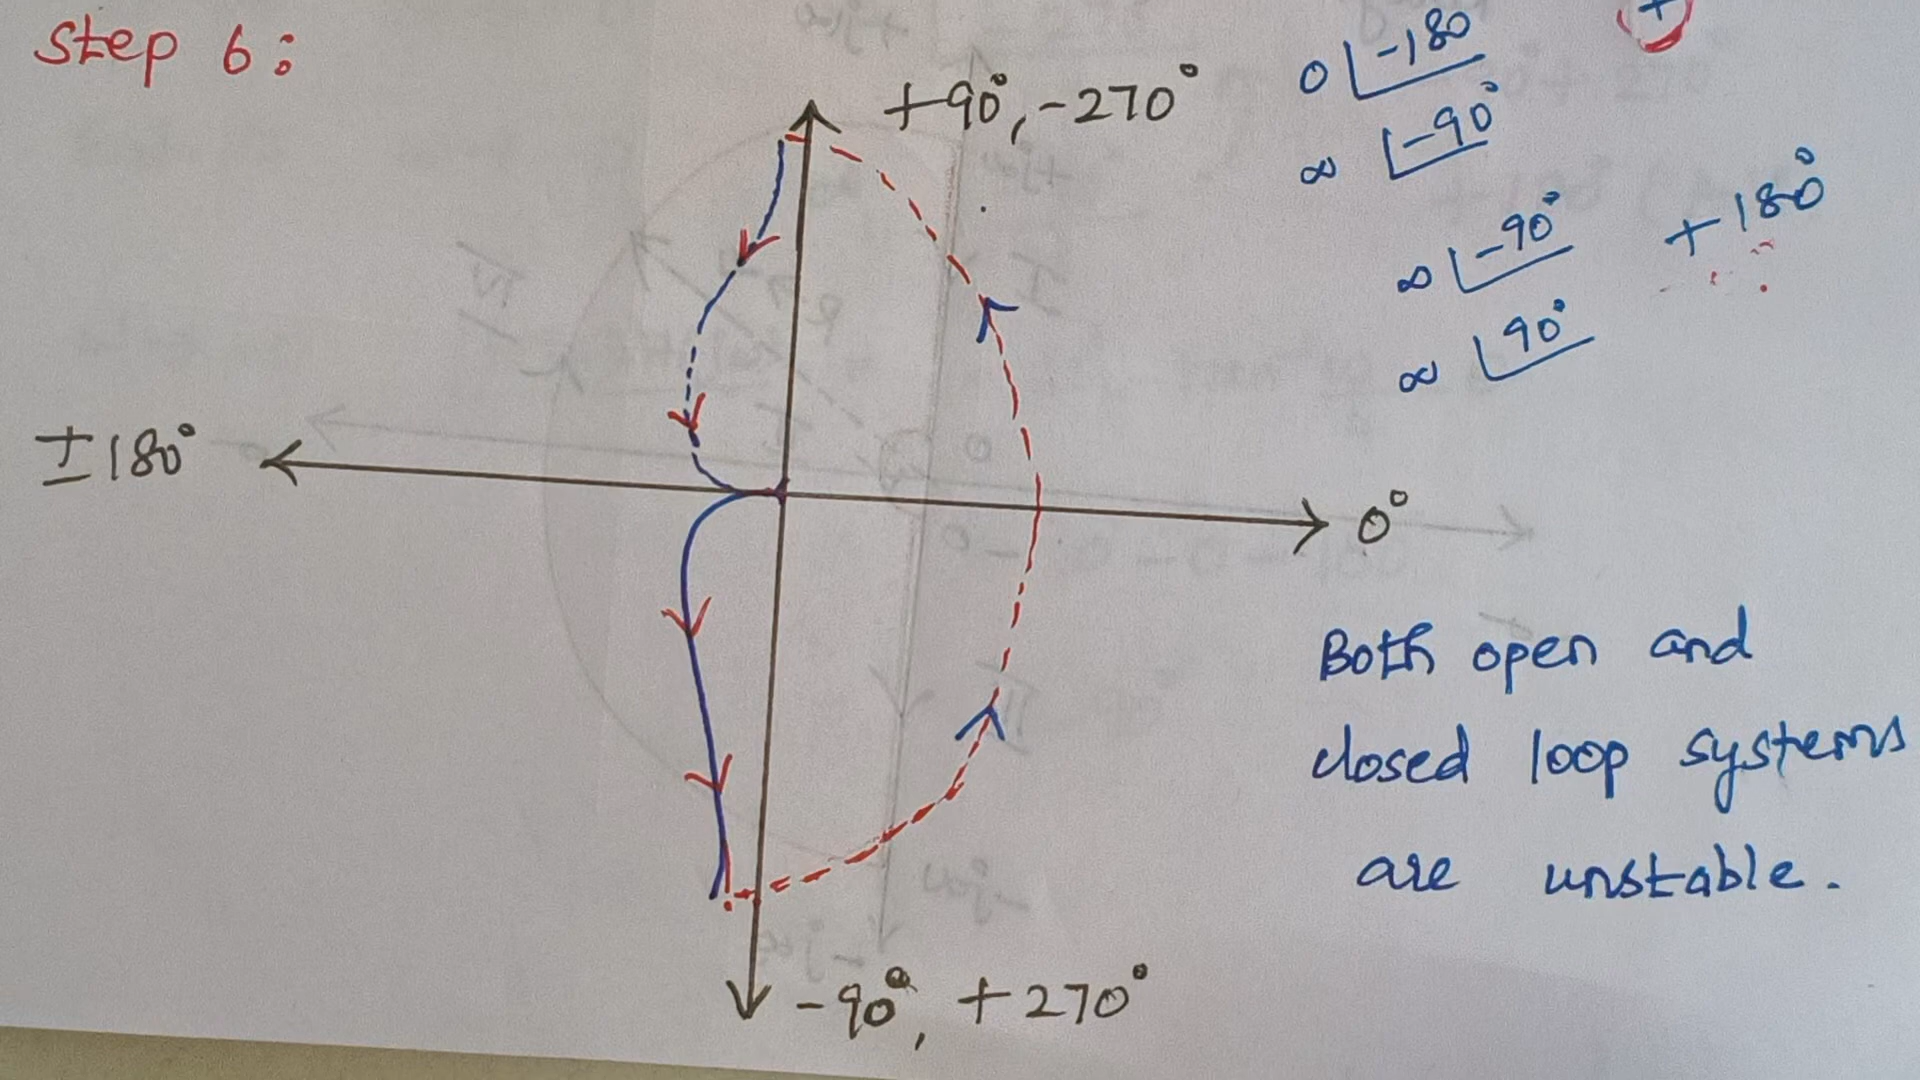 Step 6:
+
0 ∟-180
+90°, -270°
∞ ∟-90°
+180°
∞ ∟-90°
∞ ∟90°
±180°
0°
Both open and
closed loop systems
are unstable.
-90°, +270°